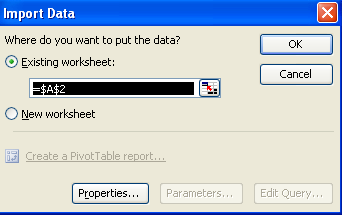 Import Data
Where do you want to put the data?
Existing worksheet:
=$A$2
New worksheet
Create a PivotTable report...
OK
Cancel
Properties...
Parameters...
Edit Query...